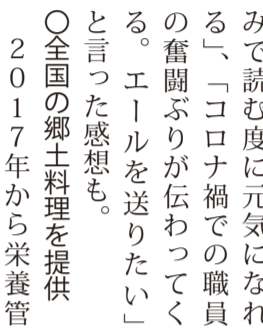 みで読む度に元気になれ
る」、「コロナ禍での職員
の奮闘ぶりが伝わってく
る。エールを送りたい」
と言った感想も。
〇全国の郷土料理を提供
2017年から栄養管